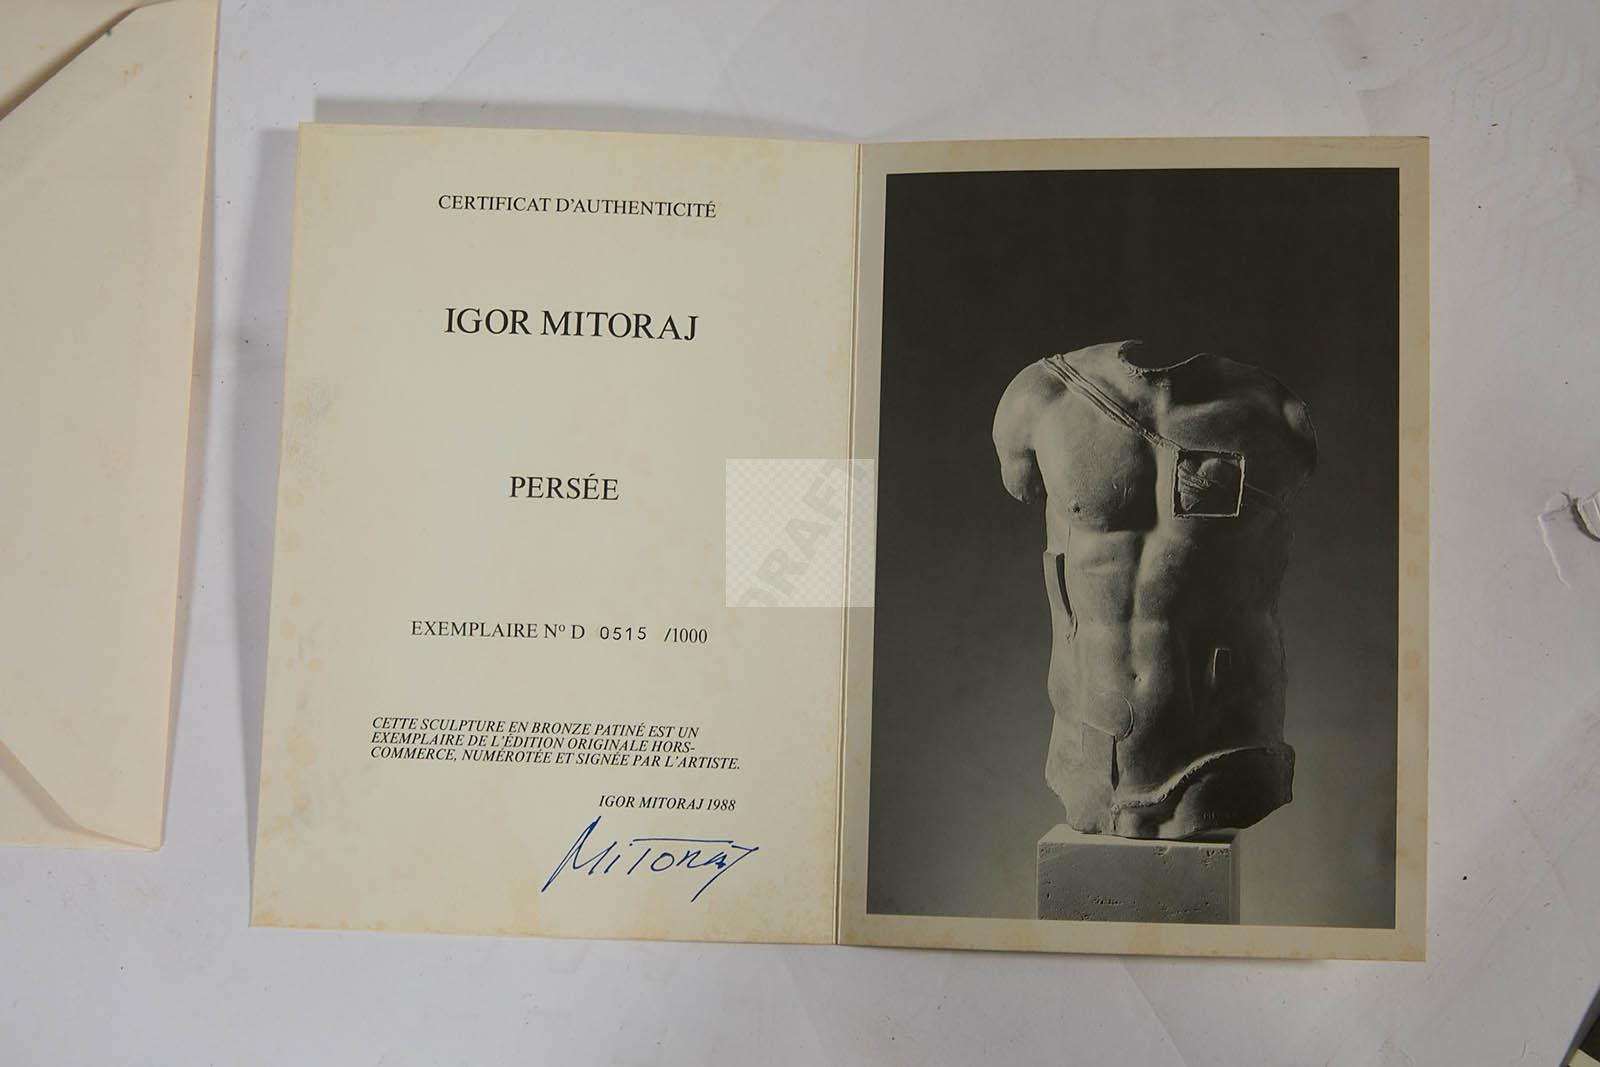 CERTIFICAT D'AUTHENTICITÉ
IGOR MITORAJ
PERSÉE
EXEMPLAIRE Nº D 0515 /1000
CETTE SCULPTURE EN BRONZE PATINÉ EST UN
EXEMPLAIRE DE L'ÉDITION ORIGINALE HORS-
COMMERCE, NUMÉROTÉE ET SIGNÉE PAR L'ARTISTE.
IGOR MITORAJ 1988
MITORAJ
DRAFT